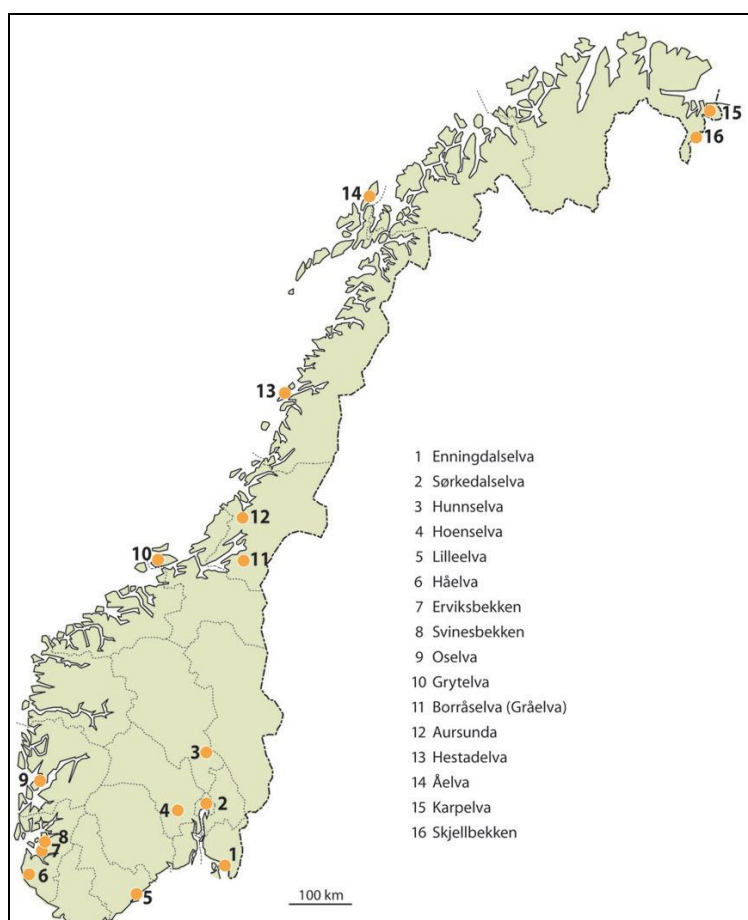 15
16
14
13
12
10
11
3
9
2
4
8
7
6
1
5
100 km
1 Enningdalselva
2 Sørkedalselva
3 Hunnselva
4 Hoenselva
5 Lilleelva
6 Håelva
7 Erviksbekken
8 Svinesbekken
9 Oselva
10 Grytelva
11 Borråselva (Gråelva)
12 Aursunda
13 Hestadelva
14 Åelva
15 Karpelva
16 Skjellbekken